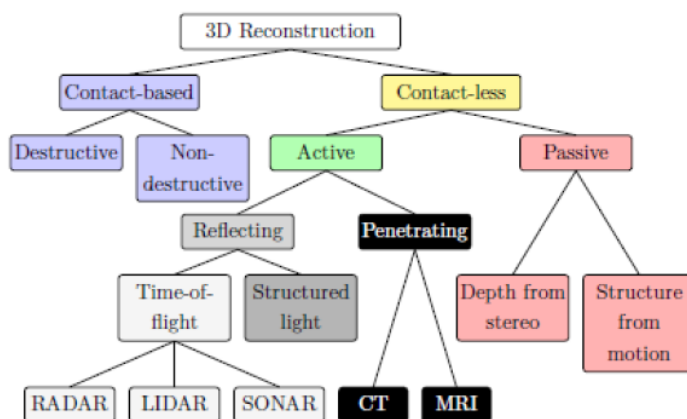 3D Reconstruction
Contact-based
Contact-less
Destructive
Non-
destructive
Active
Passive
Reflecting
Penetrating
Time-of-
flight
Structured
light
Depth from
stereo
Structure
from
motion
RADAR
LIDAR
SONAR
CT
MRI